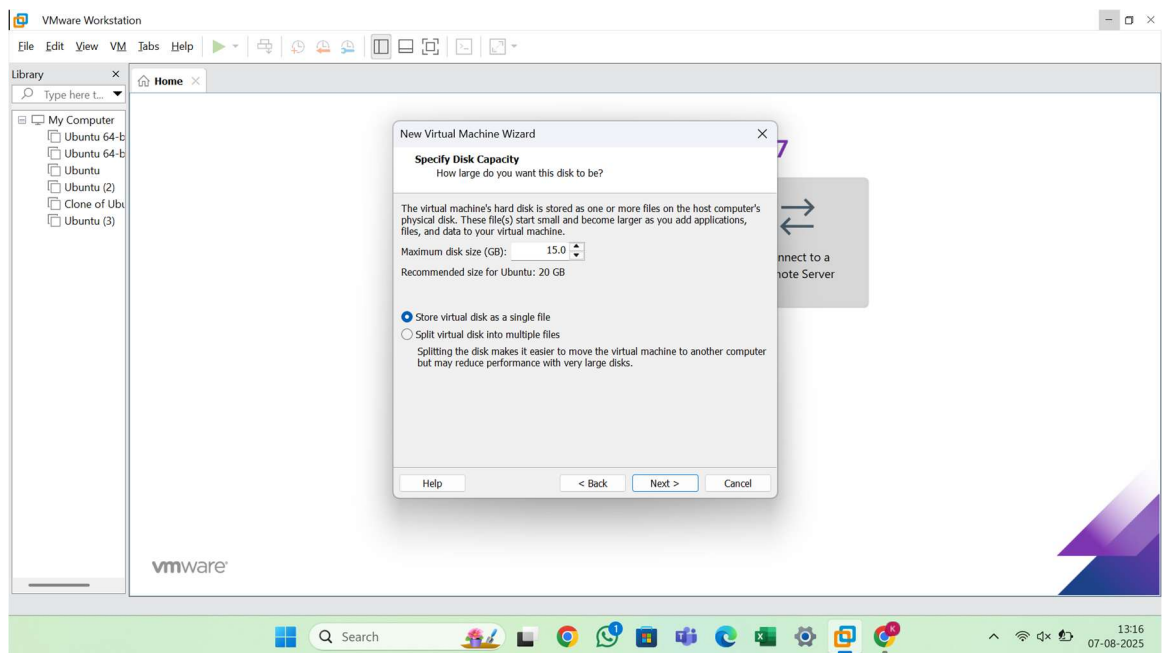 VMware Workstation
File Edit View VM Tabs Help
Library
Type here t...
Home
My Computer
Ubuntu 64-b
Ubuntu 64-b
Ubuntu
Ubuntu (2)
Clone of Ubu
Ubuntu (3)
7
nnect to a
note Server
New Virtual Machine Wizard
Specify Disk Capacity
How large do you want this disk to be?
The virtual machine's hard disk is stored as one or more files on the host computer's
physical disk. These file(s) start small and become larger as you add applications,
files, and data to your virtual machine.
Maximum disk size (GB): 15.0
Recommended size for Ubuntu: 20 GB
Store virtual disk as a single file
Split virtual disk into multiple files
Splitting the disk makes it easier to move the virtual machine to another computer
but may reduce performance with very large disks.
Help < Back Next > Cancel
vmware
Search
1
K
13:16
07-08-2025